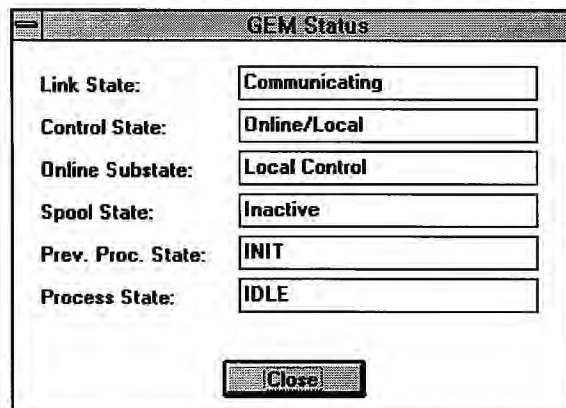 GEM Status
Link State: Communicating
Control State: Online/Local
Online Substate: Local Control
Spool State: Inactive
Prev. Proc. State: INIT
Process State: IDLE
Close